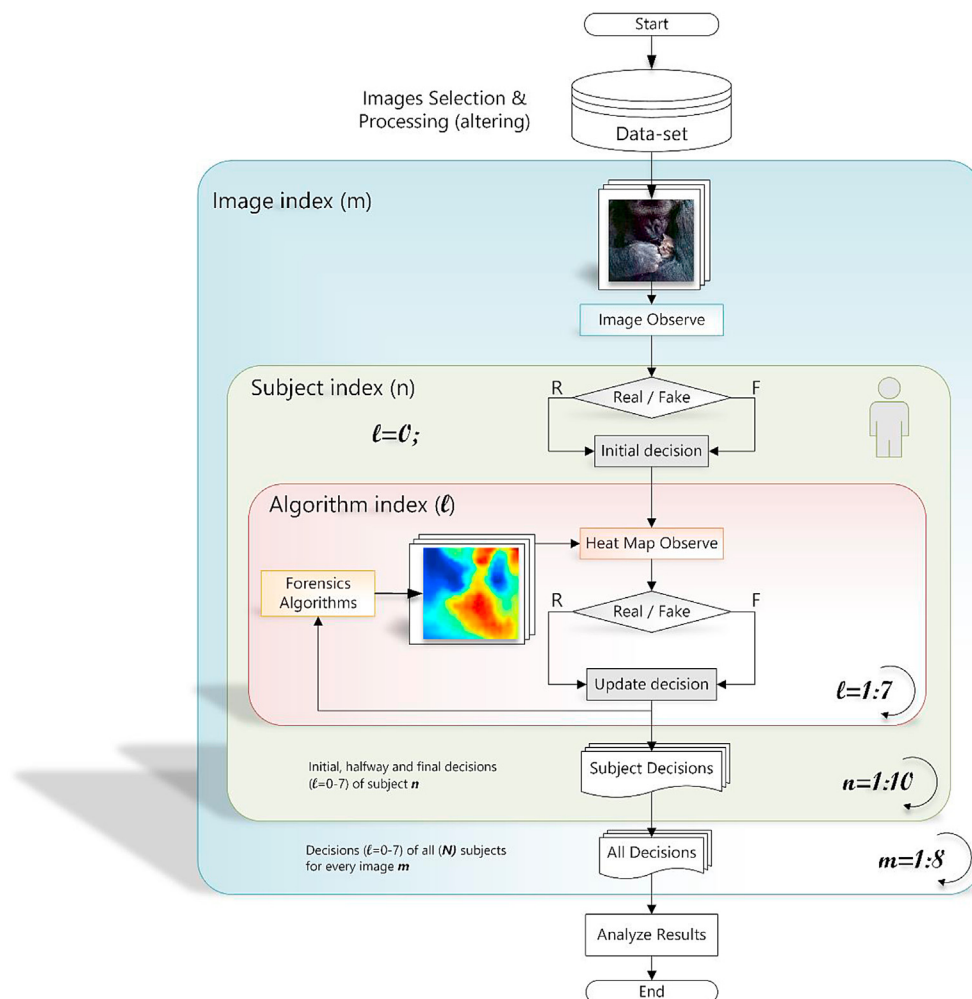 Start
Images Selection &
Processing (altering)
Data-set
Image index (m)
Image Observe
Subject index (n)
R
Real / Fake
F
ℓ=0;
Initial decision
Algorithm index (ℓ)
Heat Map Observe
Forensics
Algorithms
R
Real / Fake
F
Update decision
ℓ=1:7
Initial, halfway and final decisions
(ℓ=0-7) of subject n
Subject Decisions
n=1:10
Decisions (ℓ=0-7) of all (N) subjects
for every image m
All Decisions
m=1:8
Analyze Results
End